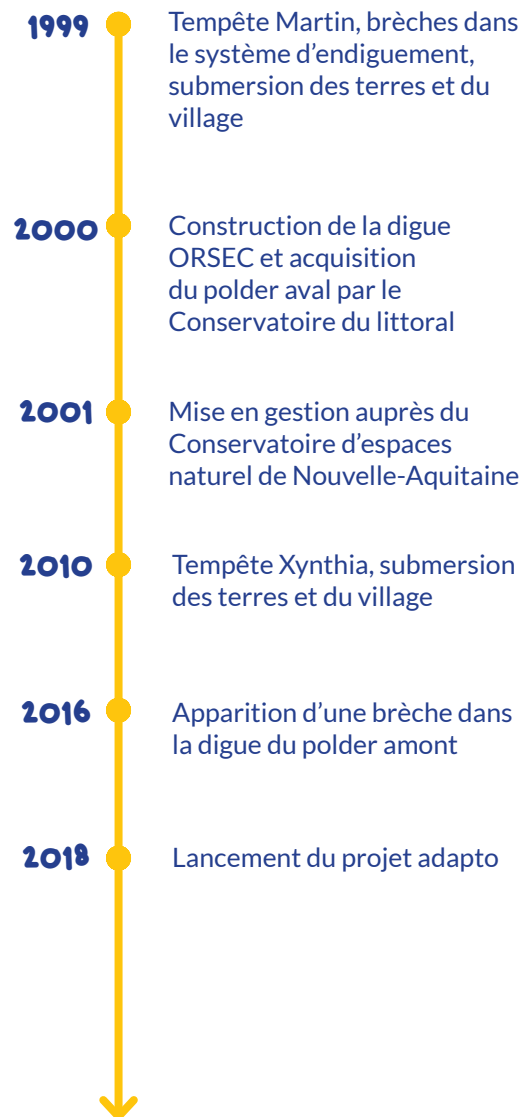 1999
Tempête Martin, brèches dans
le système d’endiguement,
submersion des terres et du
village
2000
Construction de la digue
ORSEC et acquisition
du polder aval par le
Conservatoire du littoral
2001
Mise en gestion auprès du
Conservatoire d’espaces
naturel de Nouvelle-Aquitaine
2010
Tempête Xynthia, submersion
des terres et du village
2016
Apparition d’une brèche dans
la digue du polder amont
2018
Lancement du projet adapto